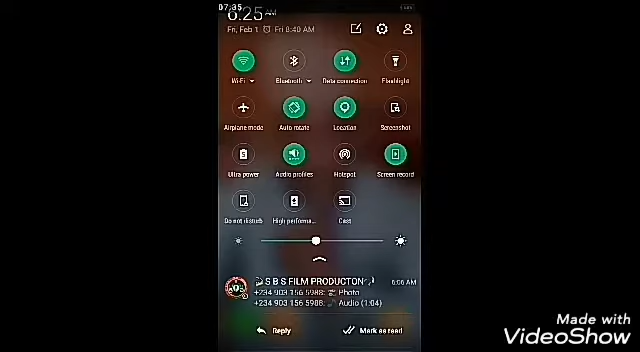 07:35
6:25 AM
Fri, Feb 1 Fri 8:40 AM
Wi-Fi Bluetooth Data connection Flashlight
Airplane mode Auto rotate Location Screenshot
Ultra power Audio profiles Hotspot Screen record
Do not disturb High performa... Cast
S B S FILM PRODUCTON 6:06 AM
+234 903 156 5988: Photo
+234 903 156 5988: Audio (1:04)
Reply Mark as read
Made with
VideoShow